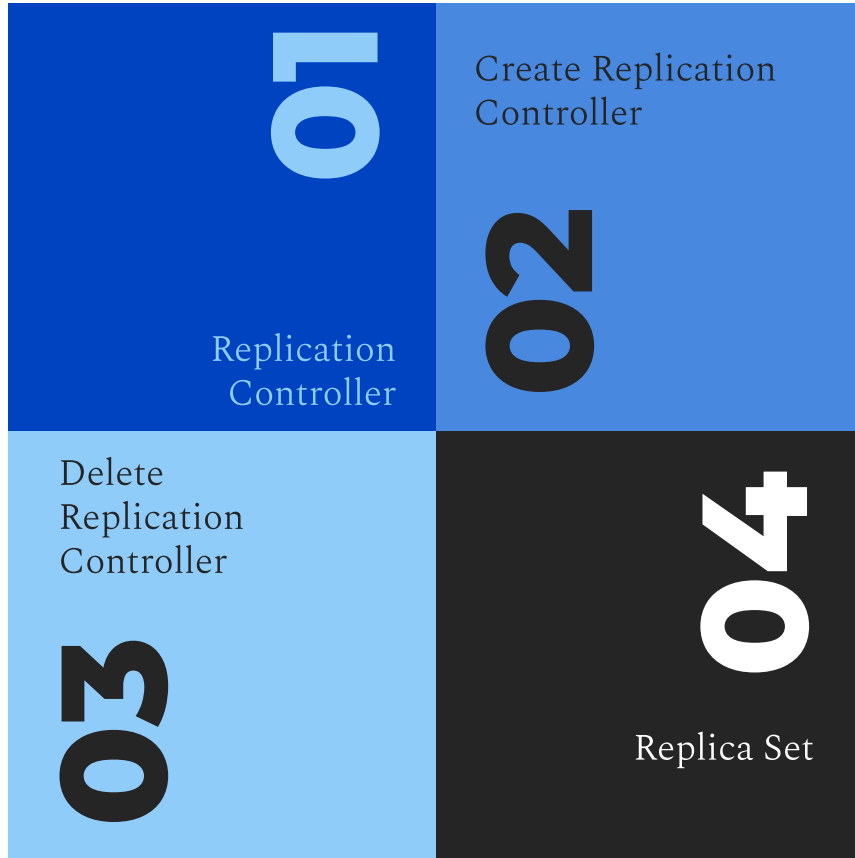 01
Replication
Controller
Create Replication
Controller
02
Delete
Replication
Controller
03
04
Replica Set